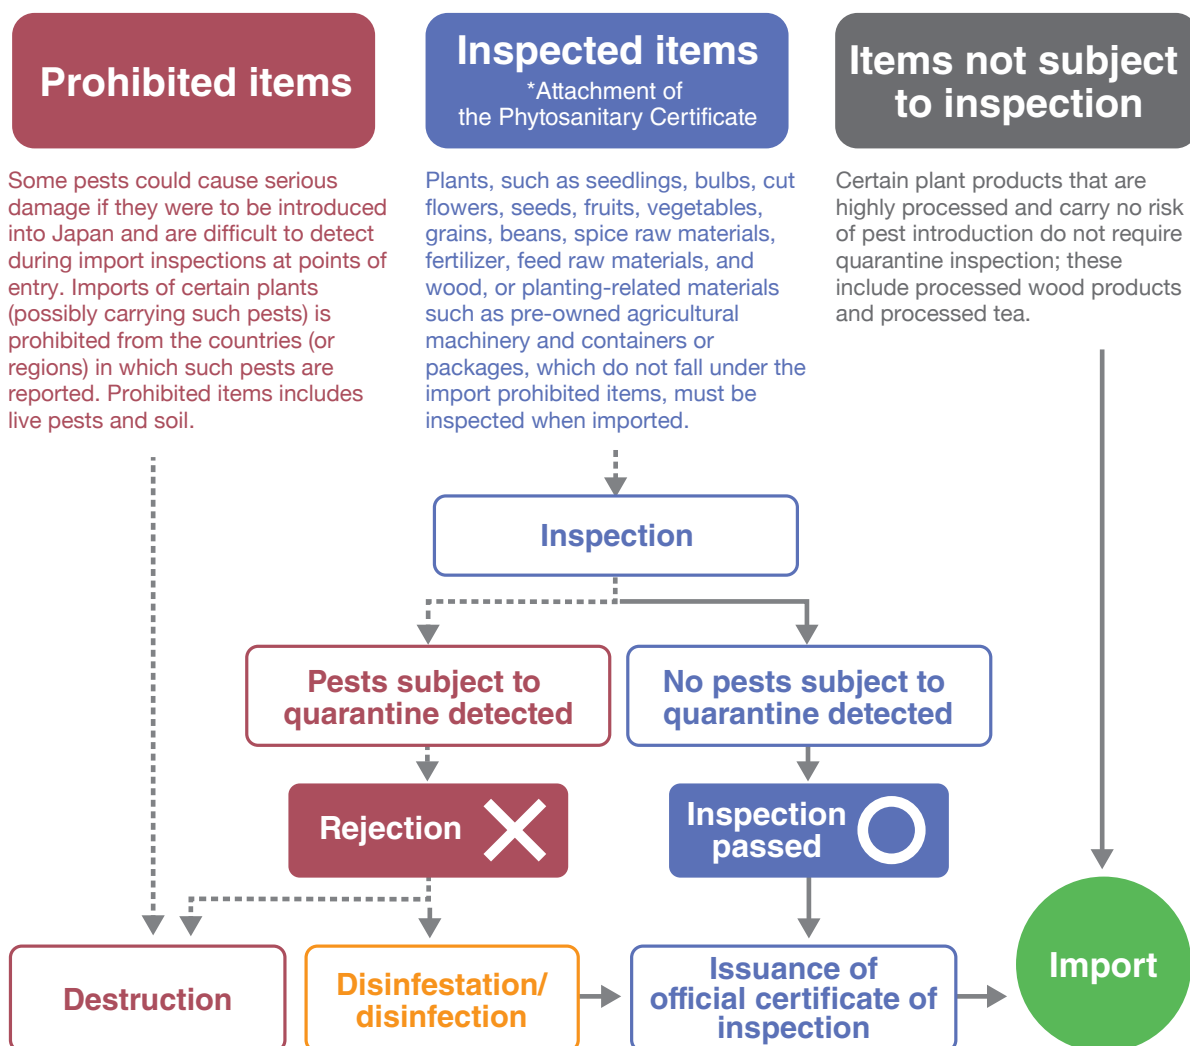 Prohibited items
Some pests could cause serious
damage if they were to be introduced
into Japan and are difficult to detect
during import inspections at points of
entry. Imports of certain plants
(possibly carrying such pests) is
prohibited from the countries (or
regions) in which such pests are
reported. Prohibited items includes
live pests and soil.
Inspected items
*Attachment of
the Phytosanitary Certificate
Plants, such as seedlings, bulbs, cut
flowers, seeds, fruits, vegetables,
grains, beans, spice raw materials,
fertilizer, feed raw materials, and
wood, or planting-related materials
such as pre-owned agricultural
machinery and containers or
packages, which do not fall under the
import prohibited items, must be
inspected when imported.
Items not subject
to inspection
Certain plant products that are
highly processed and carry no risk
of pest introduction do not require
quarantine inspection; these
include processed wood products
and processed tea.
Inspection
Pests subject to
quarantine detected
No pests subject to
quarantine detected
Rejection
Inspection
passed
Destruction
Disinfestation/
disinfection
Issuance of
official certificate of
inspection
Import